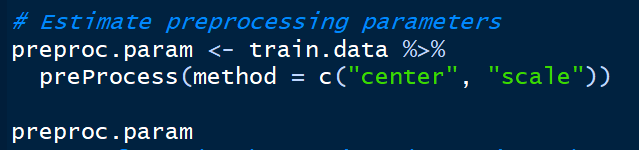 # Estimate preprocessing parameters
preproc.param <- train.data %>%
  preProcess(method = c("center", "scale"))

preproc.param